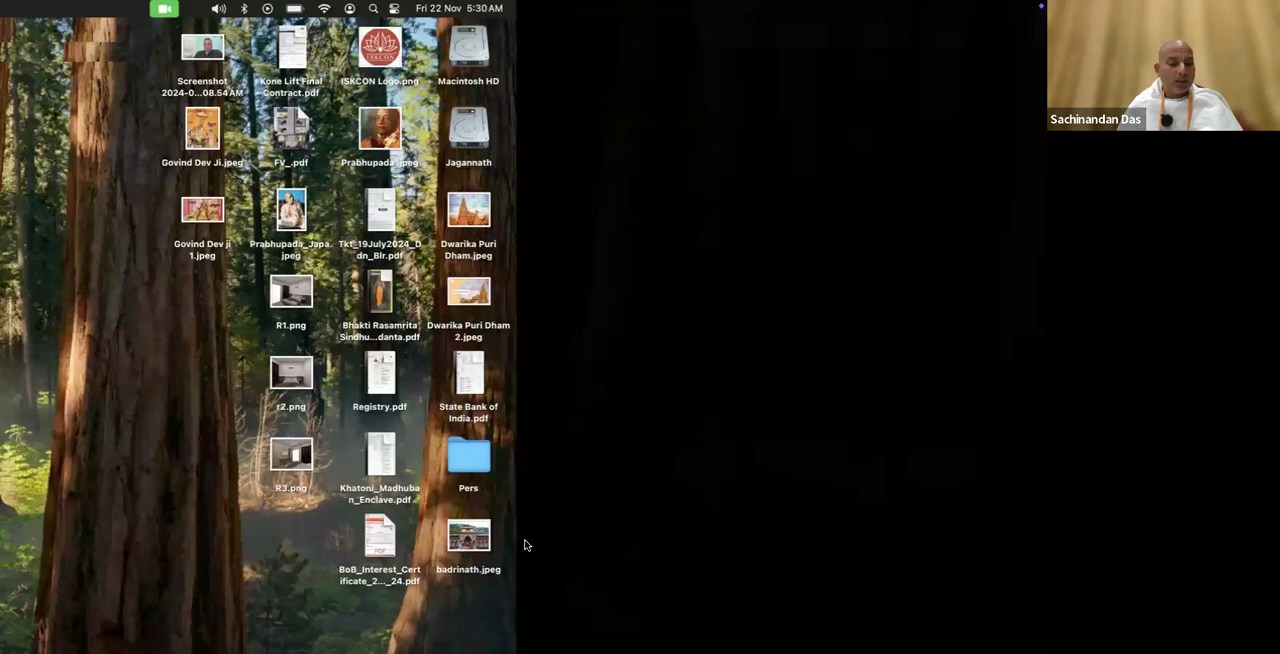 Fri 22 Nov 5:30 AM
Screenshot
2024-0...08.54 AM
Kone Lift Final
Contract.pdf
ISKCON Logo.png
Macintosh HD
ISKCON
Govind Dev Ji.jpeg
FV_.pdf
Prabhupada.jpeg
Jagannath
Govind Dev ji
1.jpeg
Prabhupada_Japa.
jpeg
Tkt_19July2024_D
dn_Blr.pdf
Dwarika Puri
Dham.jpeg
R1.png
Bhakti Rasamrita
Sindhu...danta.pdf
Dwarika Puri Dham
2.jpeg
r2.png
Registry.pdf
State Bank of
India.pdf
R3.png
Khatoni_Madhuba
n_Enclave.pdf
Pers
PDF
BoB_Interest_Cert
ificate_2..._24.pdf
badrinath.jpeg
Sachinandan Das